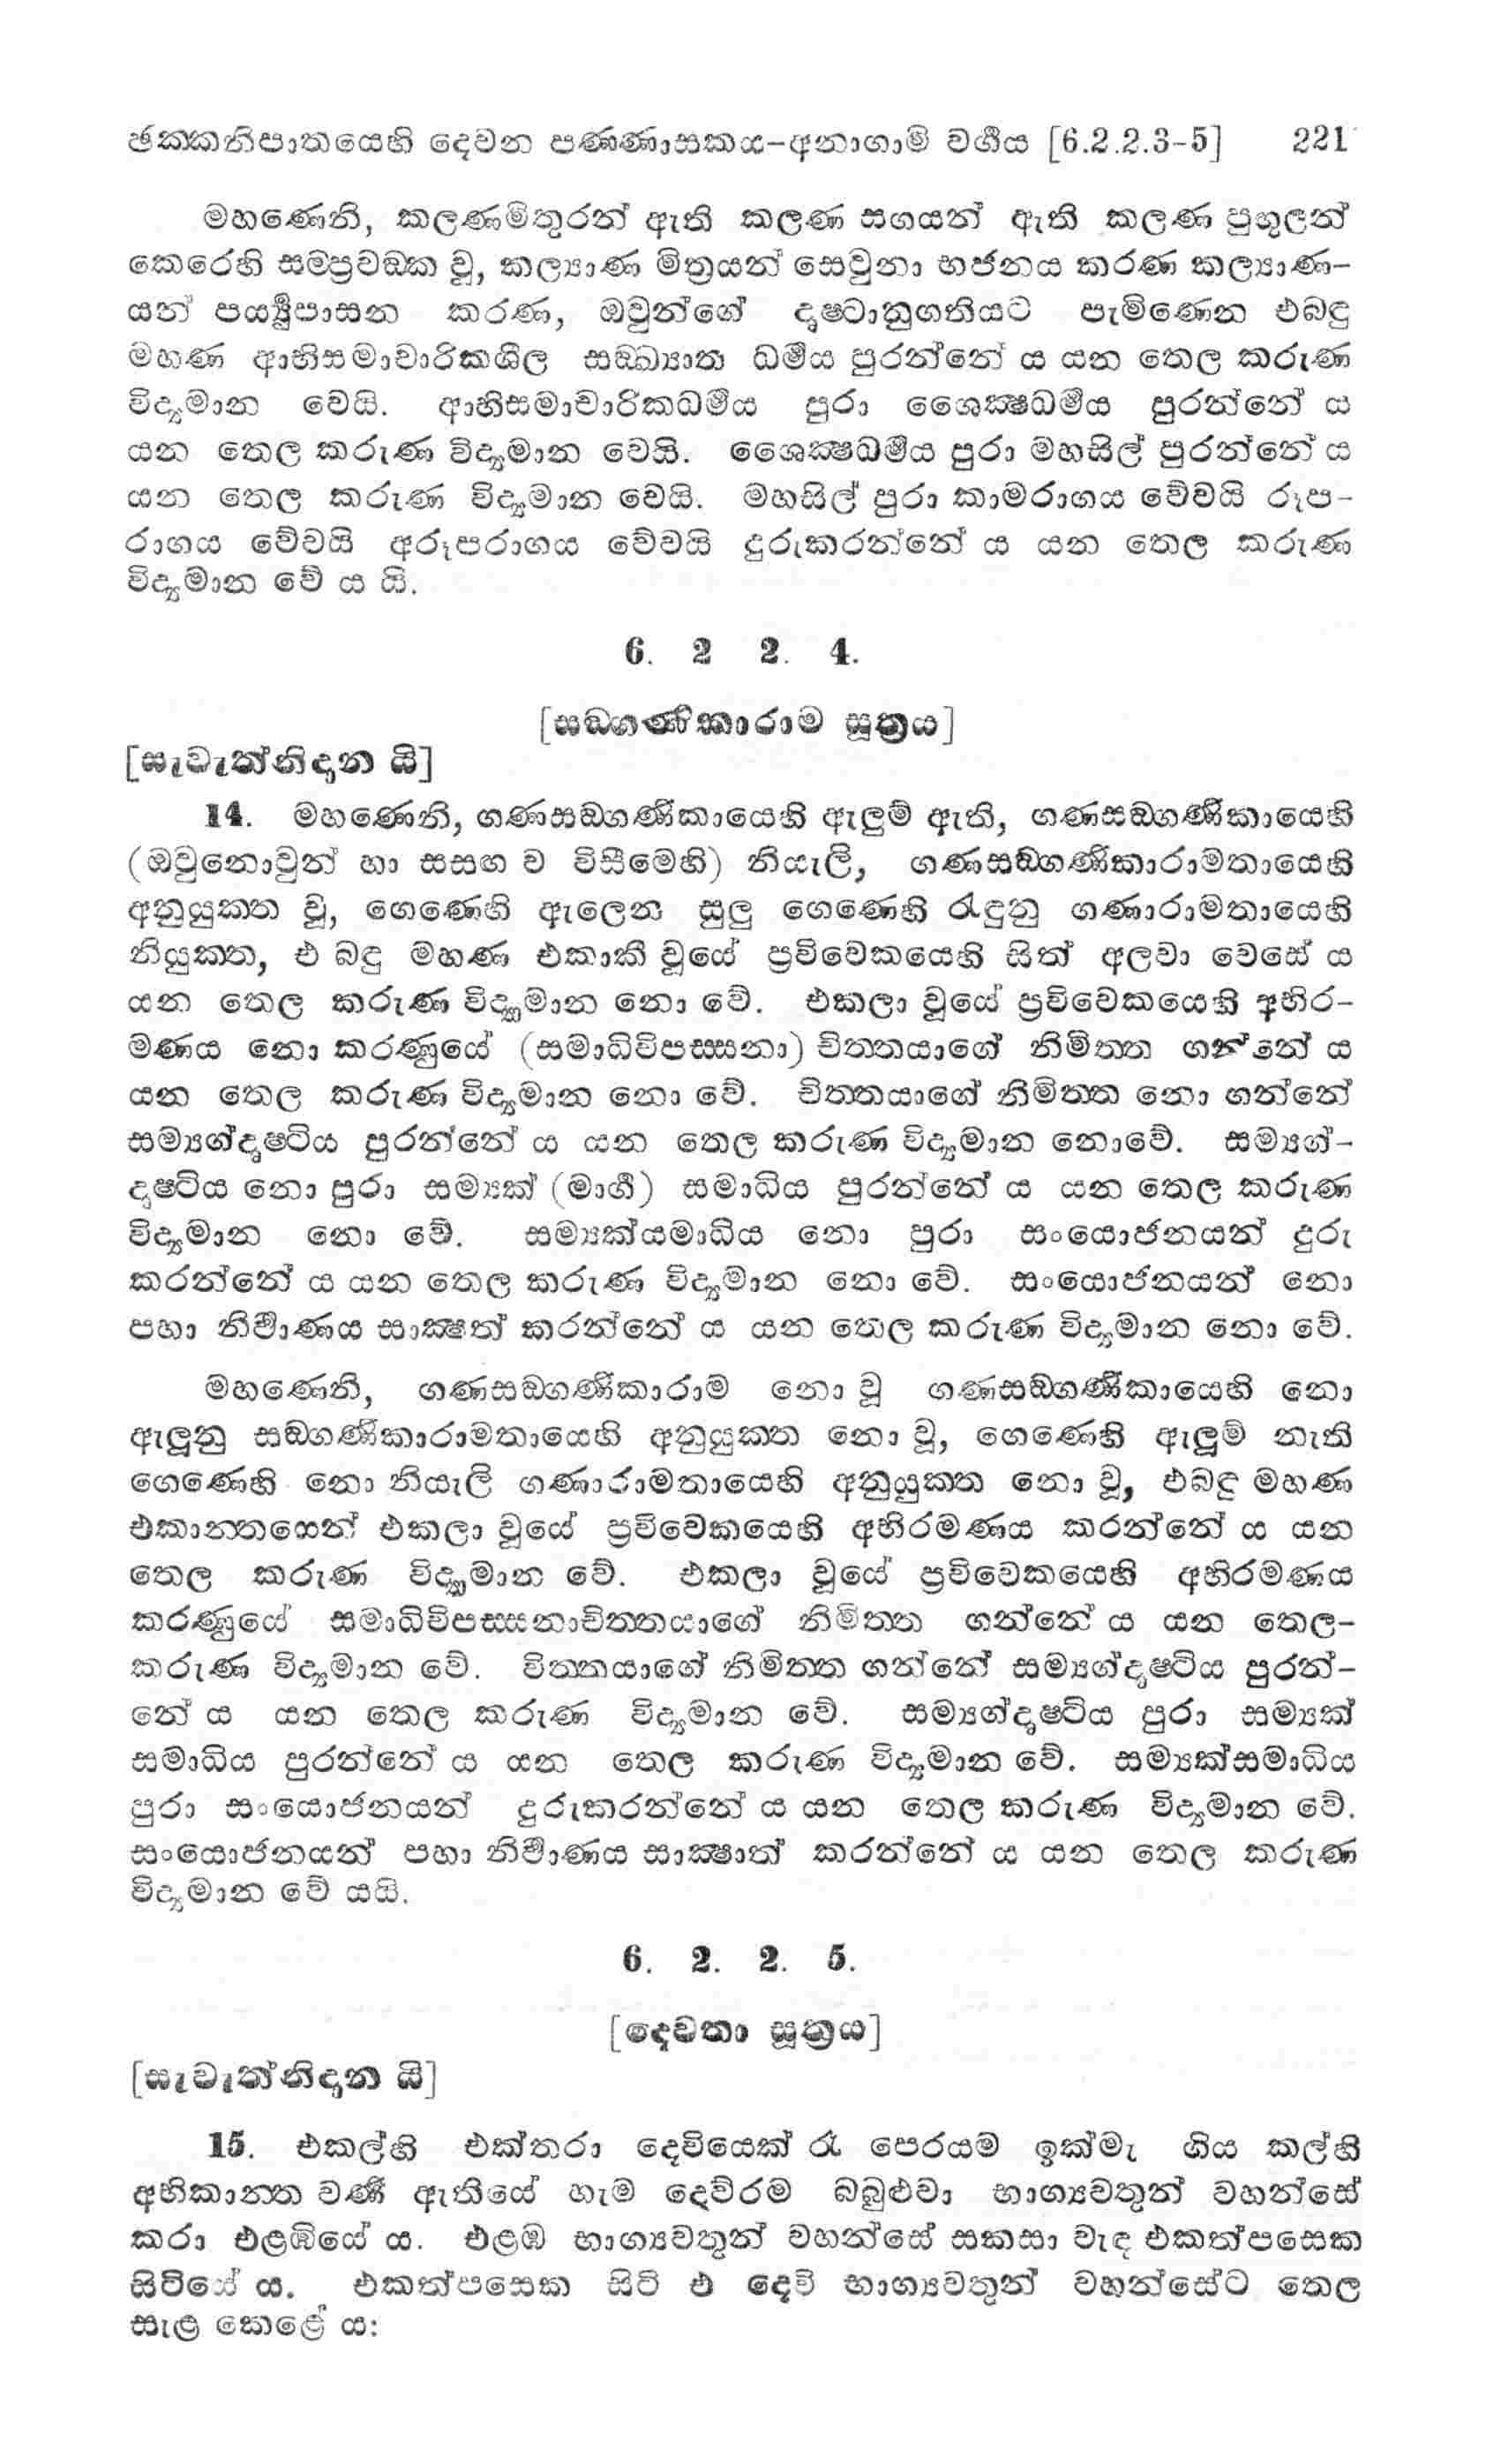 ඡක්කනිපාතයෙහි දෙවන පණ්ණාසකය-අනාගාමි වර්ගය [6.2.2.3-5] 221
මහණෙනි, කලණමිතුරන් ඇති කලණ සගයන් ඇති කලණ පුහුලන්
කෙරෙහි සම්ප්‍රවඞ්ක වූ, කල්‍යාණ මිත්‍රයන් සෙවුනා භජනය කරණ කල්‍යාණ-
යන් පර්‍ය්‍යුපාසන කරණ, ඔවුන්ගේ දෘෂ්ටානුගතියට පැමිණෙන එබඳු
මහණ ආභිසමාචාරිකශීල සඞ්ඛ්‍යාත ධර්‍මය පුරන්නේ ය යන තෙල කරුණ
විද්‍යමාන වෙයි. ආභිසමාචාරිකධර්‍මය පුරා ශෛක්‍ෂධර්‍මය පුරන්නේ ය
යන තෙල කරුණ විද්‍යමාන වෙයි. ශෛක්‍ෂධර්‍මය පුරා මහසිල් පුරන්නේ ය
යන තෙල කරුණ විද්‍යමාන වෙයි. මහසිල් පුරා කාමරාගය වේවයි රූප-
රාගය වේවයි අරූපරාගය වේවයි දුරුකරන්නේ ය යන තෙල කරුණ
විද්‍යමාන වේ ය යි.
6. 2 2. 4.
[සඞ්ගණිකාරාම සූත්‍රය]
[සැවැත්නිදාන යි]
14. මහණෙනි, ගණසඞ්ගණිකායෙහි ඇලුම් ඇති, ගණසඞ්ගණිකායෙහි
(ඔවුනොවුන් හා සසඟ ව විසීමෙහි) නියැලි, ගණසඞ්ගණිකාරාමතායෙහි
අනුයුක්ත වූ, ගෙණෙහි ඇලෙන සුලු ගෙණෙහි රැඳුනු ගණාරාමතායෙහි
නියුක්ත, එ බඳු මහණ එකාකී වූයේ ප්‍රවිවෙකයෙහි සිත් අලවා වෙසේ ය
යන තෙල කරුණ විද්‍යමාන නො වේ. එකලා වූයේ ප්‍රවිවෙකයෙහි අභිර-
මණය නො කරණුයේ (සමාධිවිපස්සනා) චිත්තයාගේ නිමිත්ත ගන්නේ ය
යන තෙල කරුණ විද්‍යමාන නො වේ. චිත්තයාගේ නිමිත්ත නො ගන්නේ
සම්‍යග්දෘෂ්ටිය පුරන්නේ ය යන තෙල කරුණ විද්‍යමාන නොවේ. සම්‍යග්-
දෘෂ්ටිය නො පුරා සම්‍යක් (මාර්‍ග) සමාධිය පුරන්නේ ය යන තෙල කරුණ
විද්‍යමාන නො වේ. සම්‍යක්යමාධිය නො පුරා සංයොජනයන් දුරු
කරන්නේ ය යන තෙල කරුණ විද්‍යමාන නො වේ. සංයොජනයන් නො
පහා නිර්‍වාණය සාක්‍ෂත් කරන්නේ ය යන තෙල කරුණ විද්‍යමාන නො වේ.
මහණෙනි, ගණසඞ්ගණිකාරාම නො වූ ගණසඞ්ගණිකායෙහි නො
ඇලූනු සඞ්ගණිකාරාමතායෙහි අනුයුක්ත නො වූ, ගෙණෙහි ඇලූම් නැති
ගෙණෙහි නො නියැලි ගණාරාමතායෙහි අනුයුක්ත නො වූ, එබඳු මහණ
එකාන්තයෙන් එකලා වූයේ ප්‍රවිවෙකයෙහි අභිරමණය කරන්නේ ය යන
තෙල කරුණ විද්‍යමාන වේ. එකලා වූයේ ප්‍රවිවෙකයෙහි අභිරමණය
කරණුයේ සමාධිවිපස්සනාචිත්තයාගේ නිමිත්ත ගන්නේ ය යන තෙල-
කරුණ විද්‍යමාන වේ. චිත්තයාගේ නිමිත්ත ගන්නේ සම්‍යග්දෘෂ්ටිය පුරන්-
නේ ය යන තෙල කරුණ විද්‍යමාන වේ. සම්‍යග්දෘෂ්ටිය පුරා සම්‍යක්
සමාධිය පුරන්නේ ය යන තෙල කරුණ විද්‍යමාන වේ. සම්‍යක්සමාධිය
පුරා සංයොජනයන් දුරුකරන්නේ ය යන තෙල කරුණ විද්‍යමාන වේ.
සංයොජනයන් පහා නිර්‍වාණය සාක්‍ෂාත් කරන්නේ ය යන තෙල කරුණ
විද්‍යමාන වේ යයි.
6. 2. 2. 5.
[දෙවතා සූත්‍රය]
[සැවැත්නිදාන යි]
15. එකල්හි එක්තරා දෙවියෙක් රෑ පෙරයම ඉක්මැ ගිය කල්හි
අභිකාන්ත වර්‍ණ ඇතියේ හැම දෙව්රම බබුළුවා භාග්‍යවතුන් වහන්සේ
කරා එළඹියේ ය. එළඹ භාග්‍යවතුන් වහන්සේ සකසා වැඳ එකත්පසෙක
සිටියේ ය. එකත්පසෙක සිටි එ දෙවි භාග්‍යවතුන් වහන්සේට තෙල
සැළ කෙළේ ය: